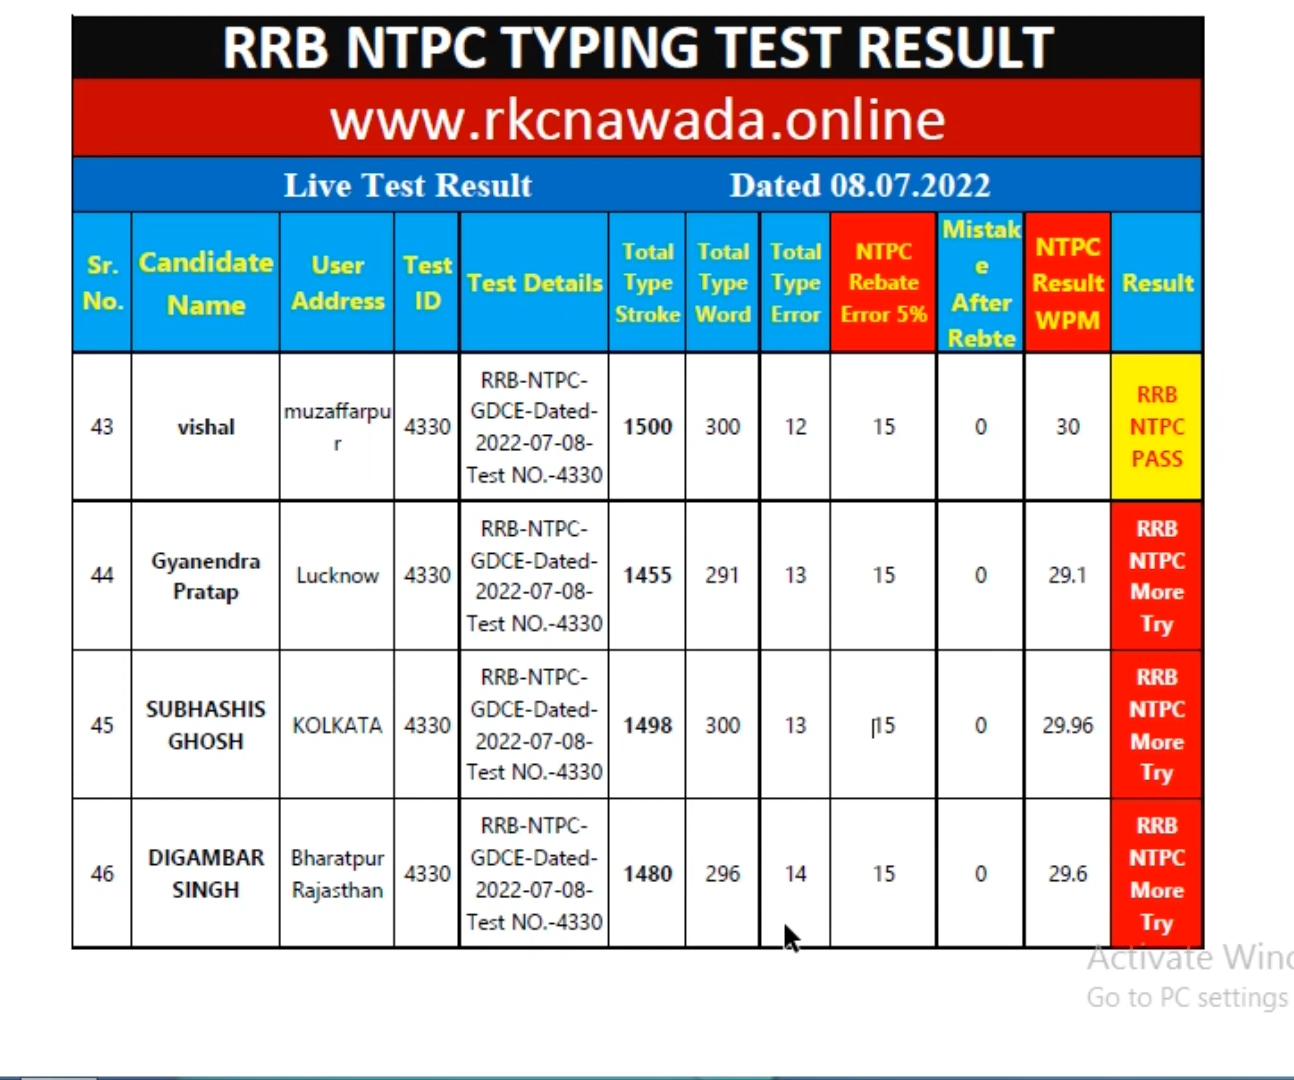 RRB NTPC TYPING TEST RESULT
www.rkcnawada.online
Live Test Result Dated 08.07.2022
Sr. No. Candidate Name User Address Test ID Test Details Total Type Stroke Total Type Word Total Type Error NTPC Rebate Error 5% Mistake After Rebte NTPC Result WPM Result
43 vishal muzaffarpur 4330 RRB-NTPC-GDCE-Dated-2022-07-08-Test NO.-4330 1500 300 12 15 0 30 RRB NTPC PASS
44 Gyanendra Pratap Lucknow 4330 RRB-NTPC-GDCE-Dated-2022-07-08-Test NO.-4330 1455 291 13 15 0 29.1 RRB NTPC More Try
45 SUBHASHIS GHOSH KOLKATA 4330 RRB-NTPC-GDCE-Dated-2022-07-08-Test NO.-4330 1498 300 13 15 0 29.96 RRB NTPC More Try
46 DIGAMBAR SINGH Bharatpur Rajasthan 4330 RRB-NTPC-GDCE-Dated-2022-07-08-Test NO.-4330 1480 296 14 15 0 29.6 RRB NTPC More Try
Activate Wind
Go to PC settings